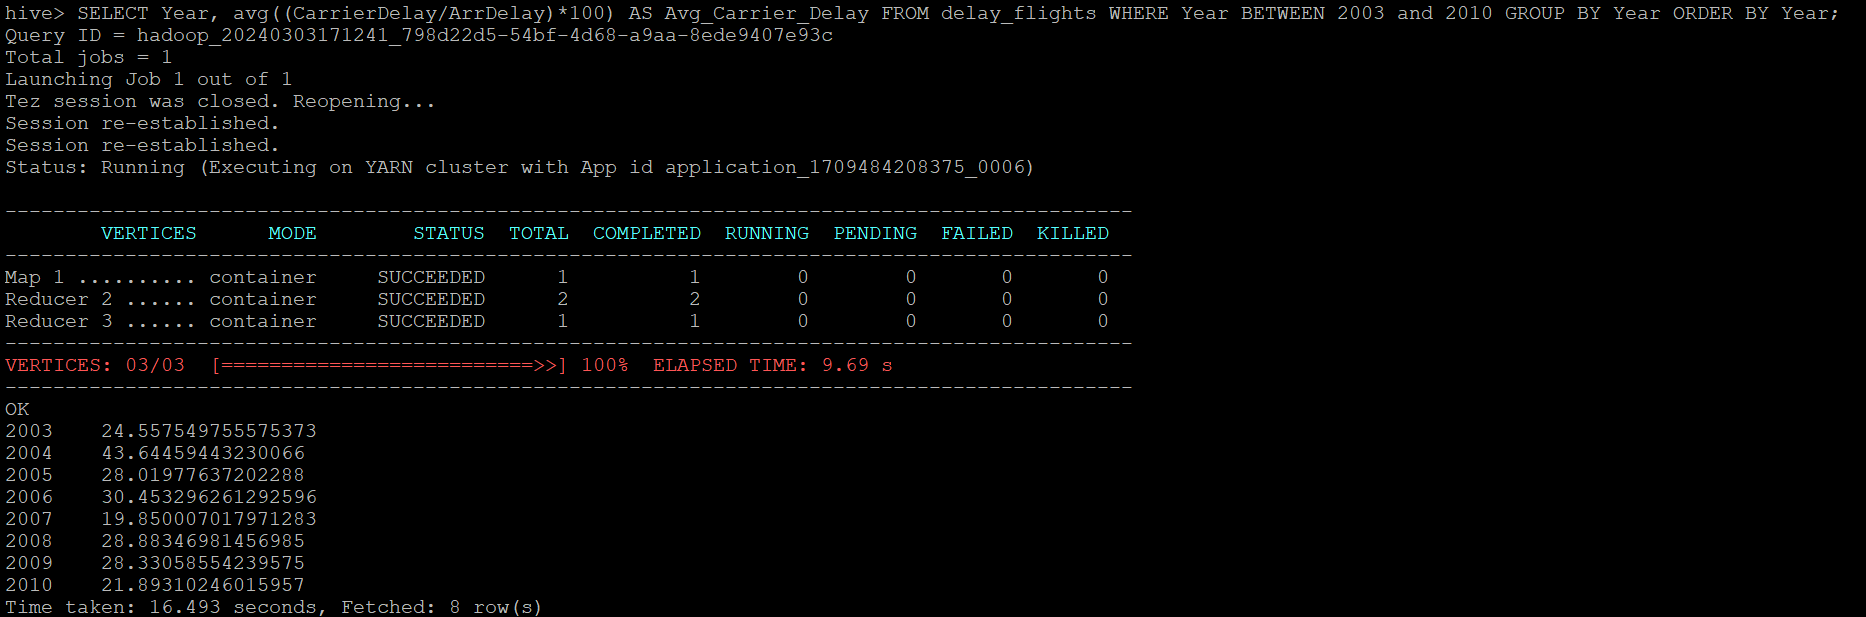 hive> SELECT Year, avg((CarrierDelay/ArrDelay)*100) AS Avg_Carrier_Delay FROM delay_flights WHERE Year BETWEEN 2003 and 2010 GROUP BY Year ORDER BY Year;
Query ID = hadoop_20240303171241_798d22d5-54bf-4d68-a9aa-8ede9407e93c
Total jobs = 1
Launching Job 1 out of 1
Tez session was closed. Reopening...
Session re-established.
Session re-established.
Status: Running (Executing on YARN cluster with App id application_1709484208375_0006)
----------------------------------------------------------------------------------------------
        VERTICES      MODE        STATUS  TOTAL  COMPLETED  RUNNING  PENDING  FAILED  KILLED
----------------------------------------------------------------------------------------------
Map 1 .......... container     SUCCEEDED      1          1        0        0       0       0
Reducer 2 ...... container     SUCCEEDED      2          2        0        0       0       0
Reducer 3 ...... container     SUCCEEDED      1          1        0        0       0       0
----------------------------------------------------------------------------------------------
VERTICES: 03/03  [==========================>>] 100%  ELAPSED TIME: 9.69 s
----------------------------------------------------------------------------------------------
OK
2003    24.557549755575373
2004    43.64459443230066
2005    28.01977637202288
2006    30.453296261292596
2007    19.850007017971283
2008    28.88346981456985
2009    28.33058554239575
2010    21.89310246015957
Time taken: 16.493 seconds, Fetched: 8 row(s)